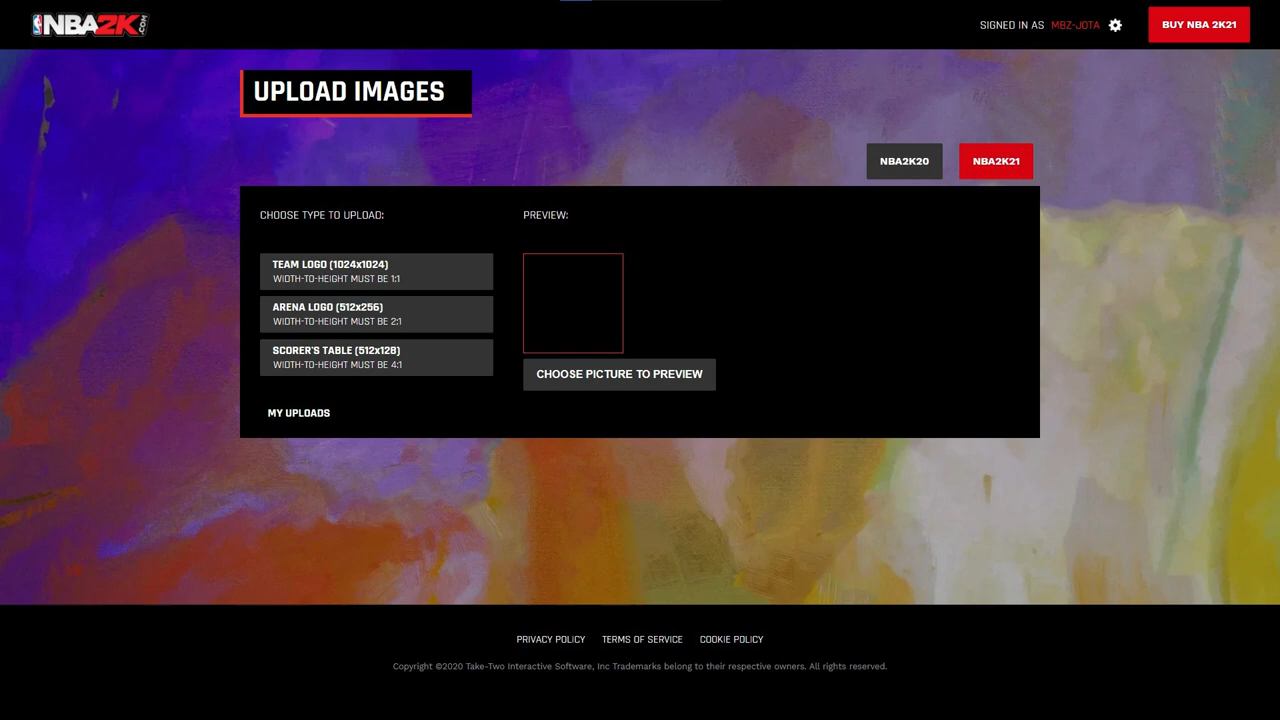 NBA2K.COM
SIGNED IN AS MBZ-JOTA
BUY NBA 2K21
UPLOAD IMAGES
NBA2K20 NBA2K21
CHOOSE TYPE TO UPLOAD:
PREVIEW:
TEAM LOGO (1024x1024)
WIDTH-TO-HEIGHT MUST BE 1:1
ARENA LOGO (512x256)
WIDTH-TO-HEIGHT MUST BE 2:1
SCORER'S TABLE (512x128)
WIDTH-TO-HEIGHT MUST BE 4:1
CHOOSE PICTURE TO PREVIEW
MY UPLOADS
PRIVACY POLICY TERMS OF SERVICE COOKIE POLICY
Copyright ©2020 Take-Two Interactive Software, Inc Trademarks belong to their respective owners. All rights reserved.